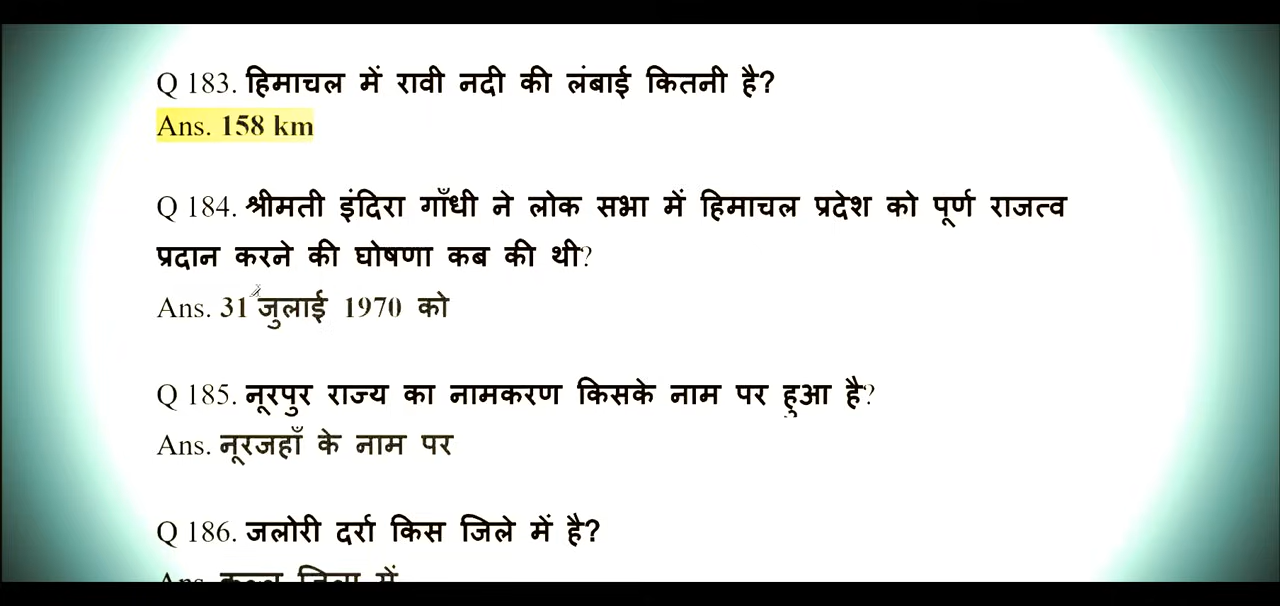 Q 183. हिमाचल में रावी नदी की लंबाई कितनी है?
Ans. 158 km
Q 184. श्रीमती इंदिरा गाँधी ने लोक सभा में हिमाचल प्रदेश को पूर्ण राजत्व
प्रदान करने की घोषणा कब की थी?
Ans. 31 जुलाई 1970 को
Q 185. नूरपुर राज्य का नामकरण किसके नाम पर हुआ है?
Ans. नूरजहाँ के नाम पर
Q 186. जलोरी दर्रा किस जिले में है?
Ans. जिला में